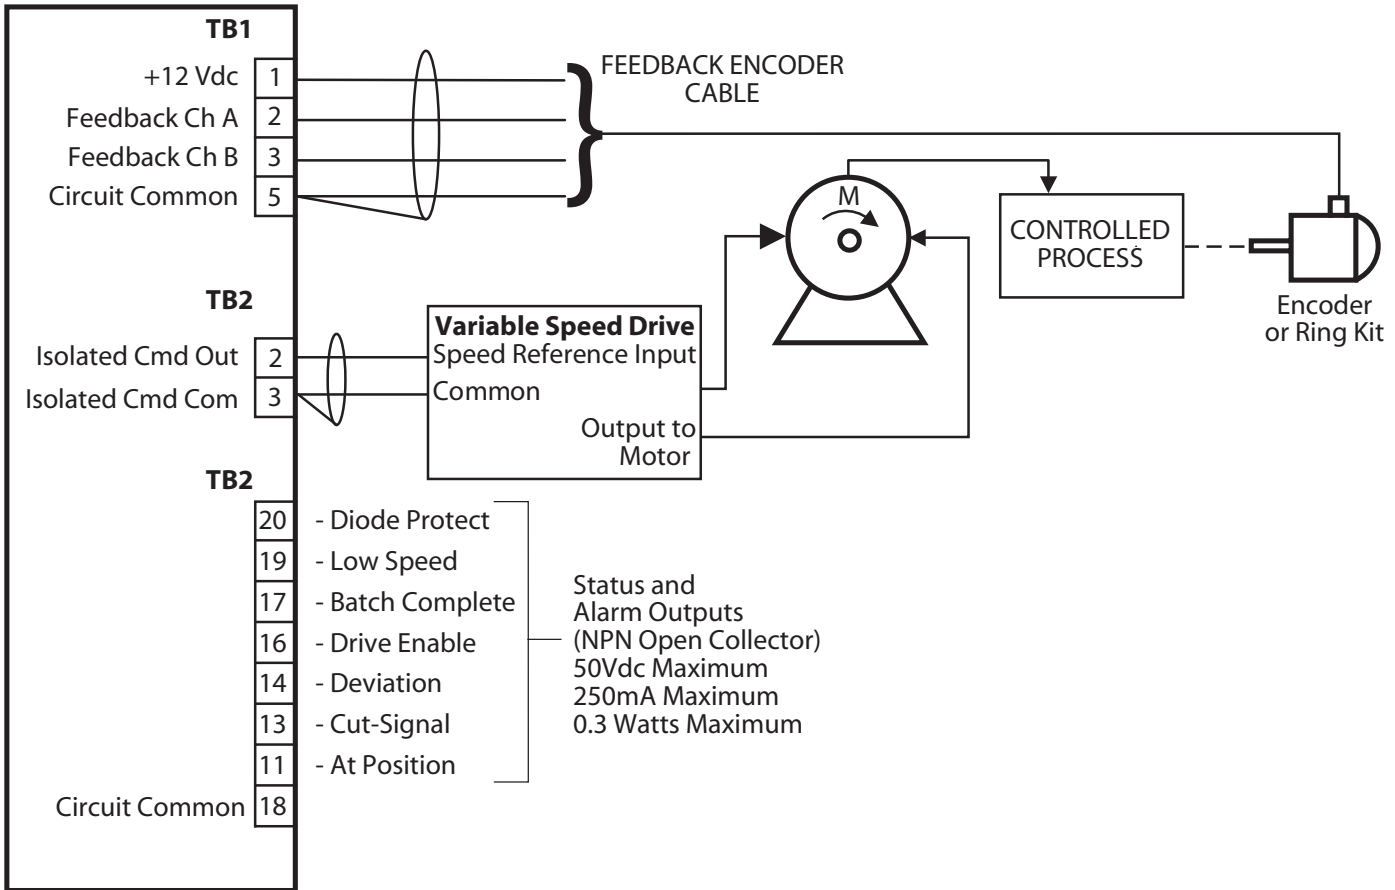 TB1
+12 Vdc 1
Feedback Ch A 2
Feedback Ch B 3
Circuit Common 5
FEEDBACK ENCODER
CABLE
M
CONTROLLED
PROCESS
Encoder
or Ring Kit
TB2
Isolated Cmd Out 2
Isolated Cmd Com 3
Variable Speed Drive
Speed Reference Input
Common
Output to
Motor
TB2
20 - Diode Protect
19 - Low Speed
17 - Batch Complete
16 - Drive Enable
14 - Deviation
13 - Cut-Signal
11 - At Position
Circuit Common 18
Status and
Alarm Outputs
(NPN Open Collector)
50Vdc Maximum
250mA Maximum
0.3 Watts Maximum